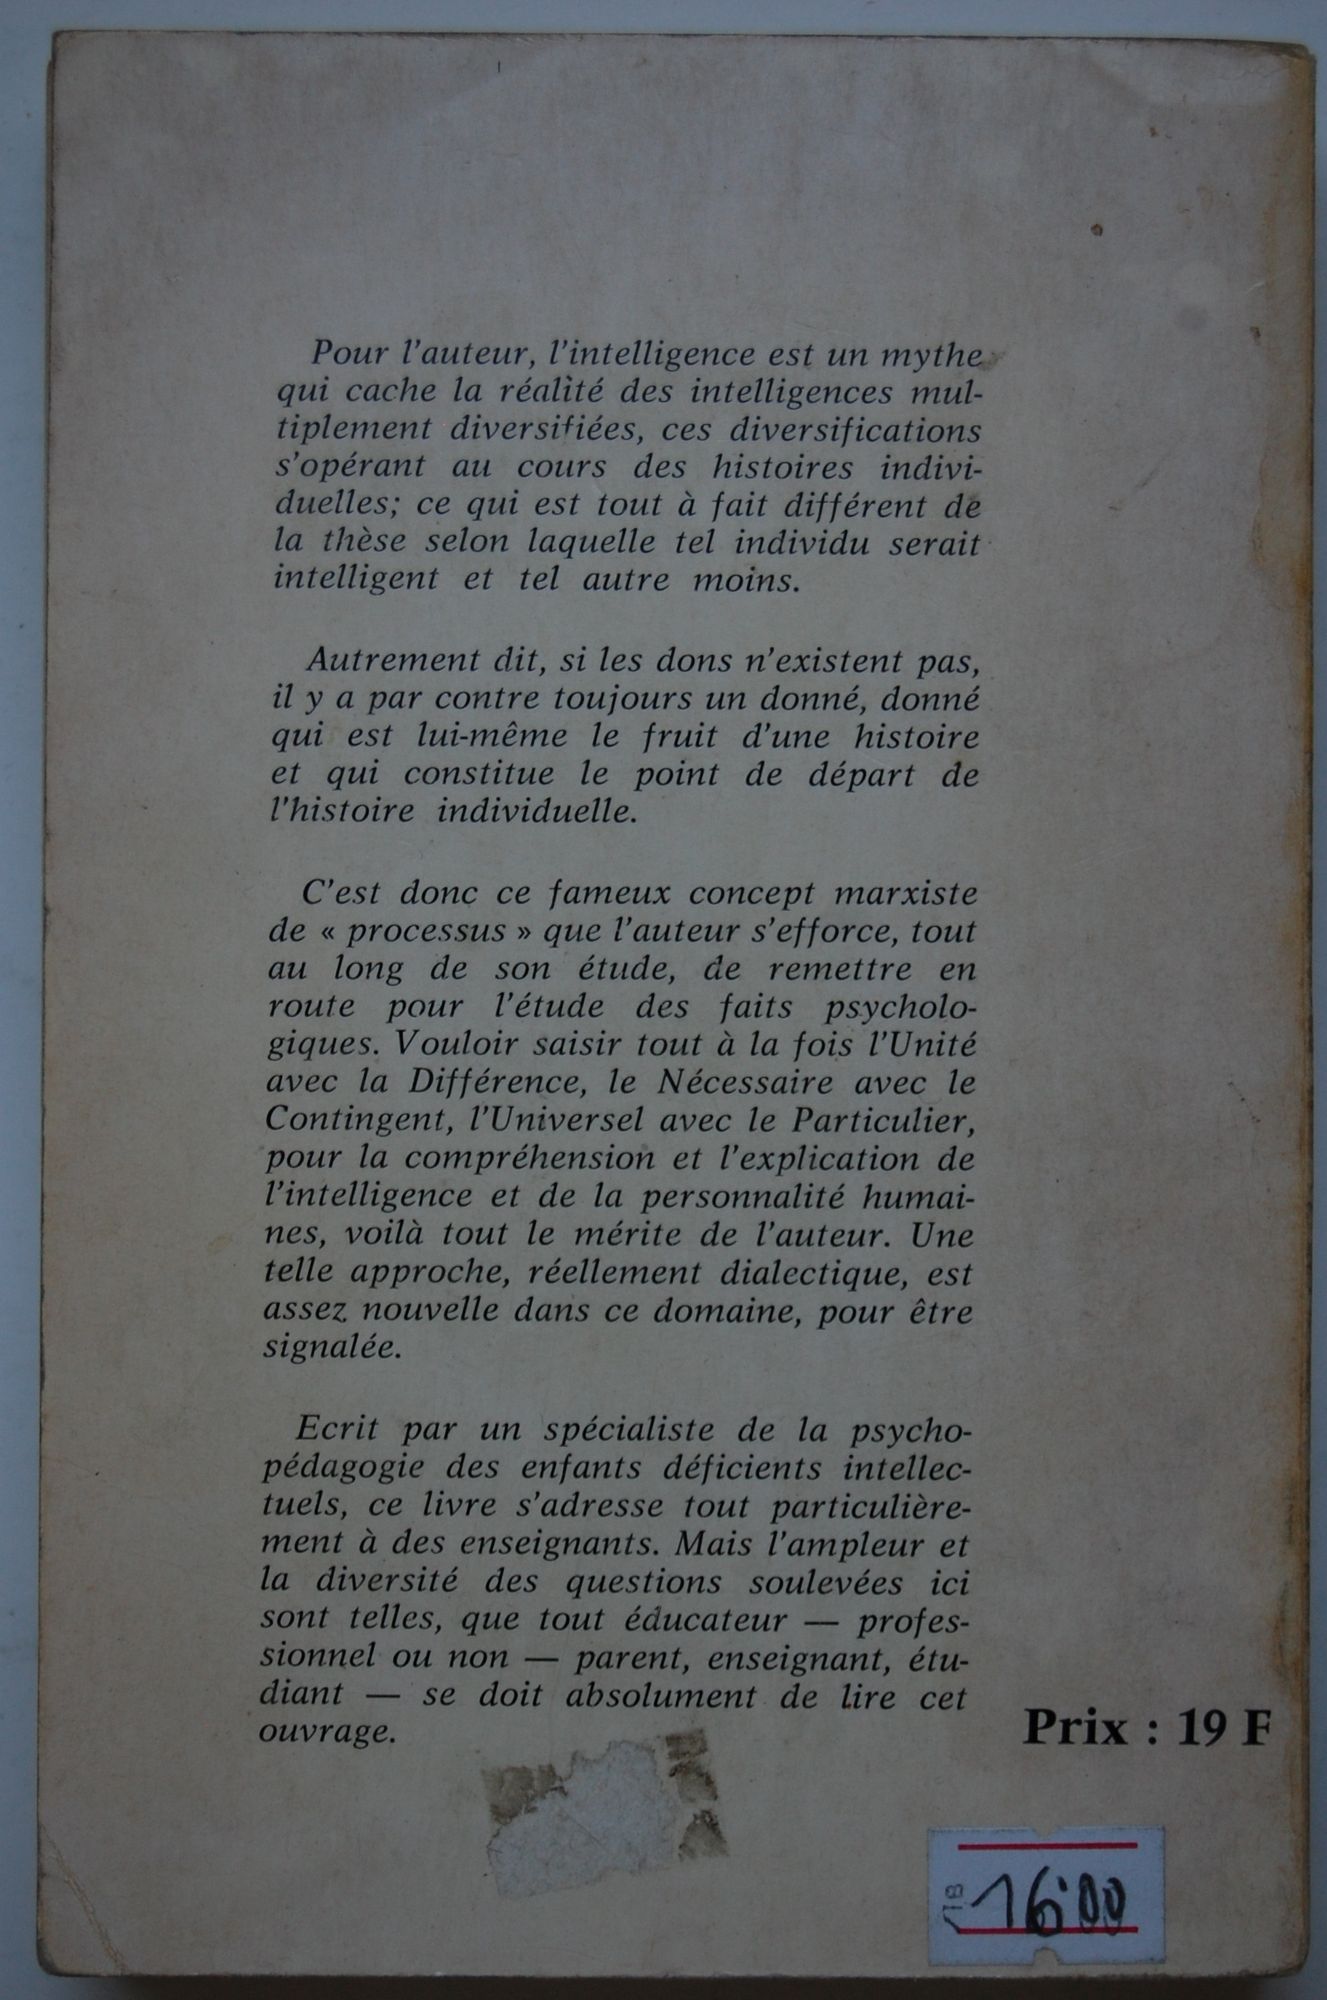 Pour l'auteur, l'intelligence est un mythe
qui cache la réalité des intelligences mul-
tiplement diversifiées, ces diversifications
s'opérant au cours des histoires indivi-
duelles; ce qui est tout à fait différent de
la thèse selon laquelle tel individu serait
intelligent et tel autre moins.
Autrement dit, si les dons n'existent pas,
il y a par contre toujours un donné, donné
qui est lui-même le fruit d'une histoire
et qui constitue le point de départ de
l'histoire individuelle.
C'est donc ce fameux concept marxiste
de « processus » que l'auteur s'efforce, tout
au long de son étude, de remettre en
route pour l'étude des faits psycholo-
giques. Vouloir saisir tout à la fois l'Unité
avec la Différence, le Nécessaire avec le
Contingent, l'Universel avec le Particulier,
pour la compréhension et l'explication de
l'intelligence et de la personnalité humai-
nes, voilà tout le mérite de l'auteur. Une
telle approche, réellement dialectique, est
assez nouvelle dans ce domaine, pour être
signalée.
Ecrit par un spécialiste de la psycho-
pédagogie des enfants déficients intellec-
tuels, ce livre s'adresse tout particulière-
ment à des enseignants. Mais l'ampleur et
la diversité des questions soulevées ici
sont telles, que tout éducateur — profes-
sionnel ou non — parent, enseignant, étu-
diant — se doit absolument de lire cet
ouvrage.
Prix : 19 F
16.00